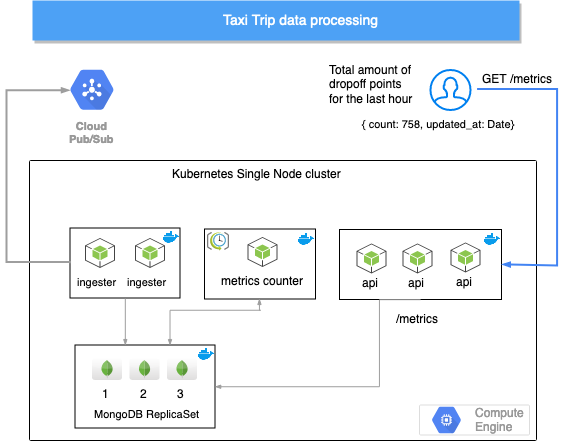 Taxi Trip data processing
Total amount of
dropoff points
for the last hour
GET /metrics
{ count: 758, updated_at: Date}
Cloud
Pub/Sub
Kubernetes Single Node cluster
ingester
ingester
metrics counter
api
api
api
/metrics
1
2
3
MongoDB ReplicaSet
Compute
Engine